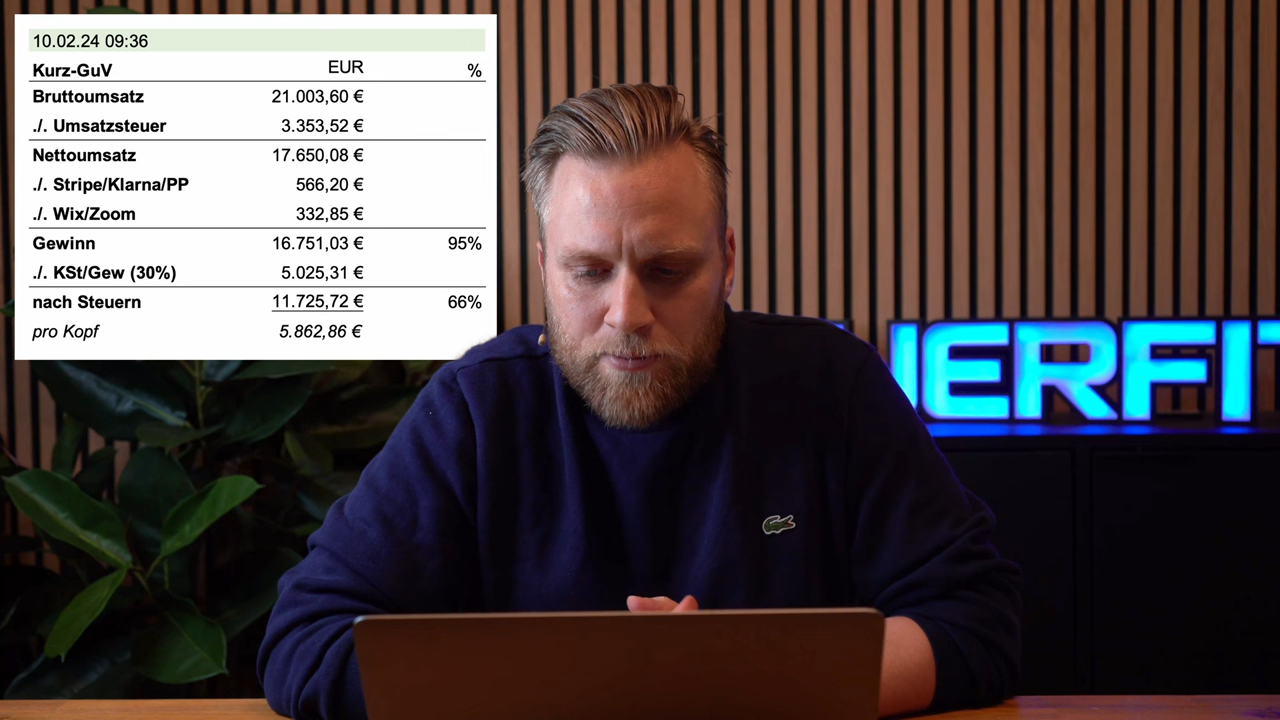 10.02.24 09:36
Kurz-GuV EUR %
Bruttoumsatz 21.003,60 €
./. Umsatzsteuer 3.353,52 €
Nettoumsatz 17.650,08 €
./. Stripe/Klarna/PP 566,20 €
./. Wix/Zoom 332,85 €
Gewinn 16.751,03 € 95%
./. KSt/Gew (30%) 5.025,31 €
nach Steuern 11.725,72 € 66%
pro Kopf 5.862,86 €